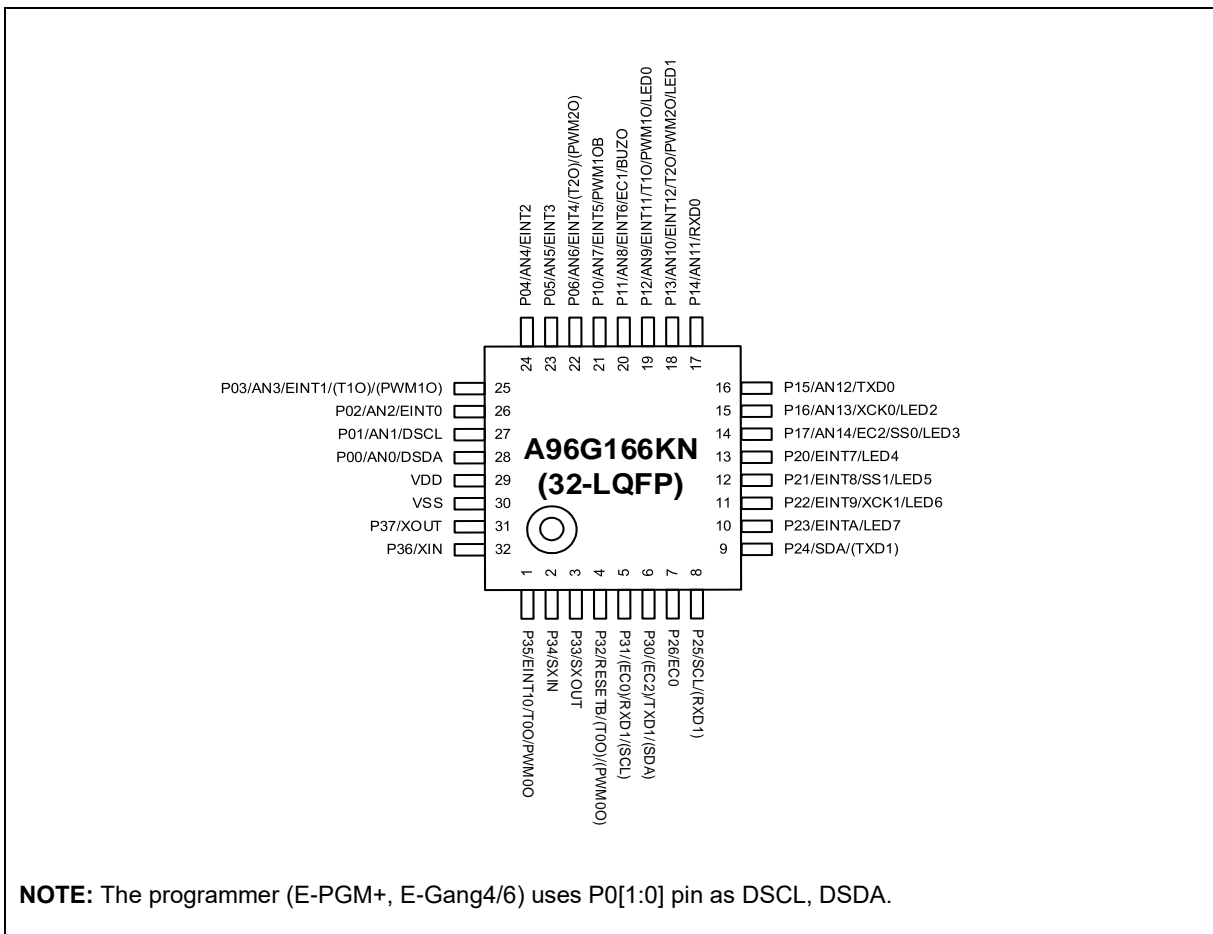 P04/AN4/EINT2
P05/AN5/EINT3
P06/AN6/EINT4/(T2O)/(PWM2O)
P10/AN7/EINT5/PWM1OB
P11/AN8/EINT6/EC1/BUZO
P12/AN9/EINT11/T1O/PWM1O/LED0
P13/AN10/EINT12/T2O/PWM2O/LED1
P14/AN11/RXD0
24
23
22
21
20
19
18
17
P03/AN3/EINT1/(T1O)/(PWM1O) 25
P02/AN2/EINT0 26
P01/AN1/DSCL 27
P00/AN0/DSDA 28
VDD 29
VSS 30
P37/XOUT 31
P36/XIN 32
A96G166KN
(32-LQFP)
16 P15/AN12/TXD0
15 P16/AN13/XCK0/LED2
14 P17/AN14/EC2/SS0/LED3
13 P20/EINT7/LED4
12 P21/EINT8/SS1/LED5
11 P22/EINT9/XCK1/LED6
10 P23/EINTA/LED7
9 P24/SDA/(TXD1)
1
2
3
4
5
6
7
8
P35/EINT10/T0O/PWM0O
P34/SXIN
P33/SXOUT
P32/RESETB/(T0O)/(PWM0O)
P31/(EC0)/RXD1/(SCL)
P30/(EC2)/TXD1/(SDA)
P26/EC0
P25/SCL/(RXD1)
NOTE: The programmer (E-PGM+, E-Gang4/6) uses P0[1:0] pin as DSCL, DSDA.